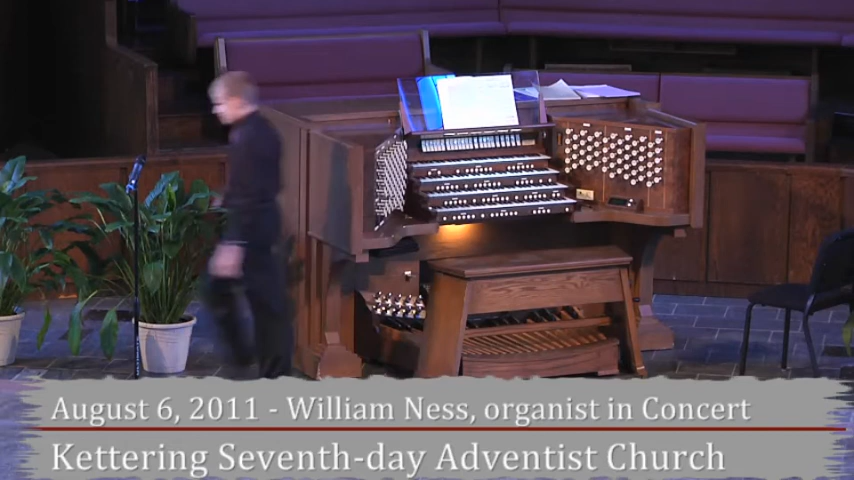 August 6, 2011 - William Ness, organist in Concert
Kettering Seventh-day Adventist Church